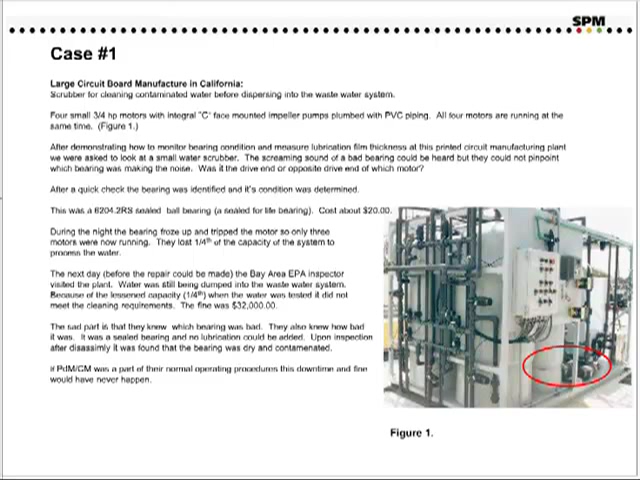 SPM
Case #1
Large Circuit Board Manufacture in California:
Scrubber for cleaning contaminated water before dispersing into the waste water system.
Four small 3/4 hp motors with integral "C' face mounted impeller pumps plumbed with PVC piping. All four motors are running at the
same time. (Figure 1.)
After demonstrating how to monitor bearing condition and measure lubrication film thickness at this printed circuit manufacturing plant
we were asked to look at a small water scrubber. The screaming sound of a bad bearing could be heard but they could not pinpoint
which bearing was making the noise. Was it the drive end or opposite drive end of which motor?
After a quick check the bearing was identified and it's condition was determined.
This was a 6204.2RS sealed ball bearing (a sealed for life bearing). Cost about $20.00.
During the night the bearing froze up and tripped the motor so only three
motors were now running. They lost 1/4th of the capacity of the system to
process the water.
The next day (before the repair could be made) the Bay Area EPA inspector
visited the plant. Water was still being dumped into the waste water system.
Because of the lessened capacity (1/4th) when the water was tested it did not
meet the cleaning requirements. The fine was $32,000.00.
The sad part is that they knew which bearing was bad. They also knew how bad
it was. It was a sealed bearing and no lubrication could be added. Upon inspection
after disassimly it was found that the bearing was dry and contamenated.
If PdM/CM was a part of their normal operating procedures this downtime and fine
would have never happen.
Figure 1.